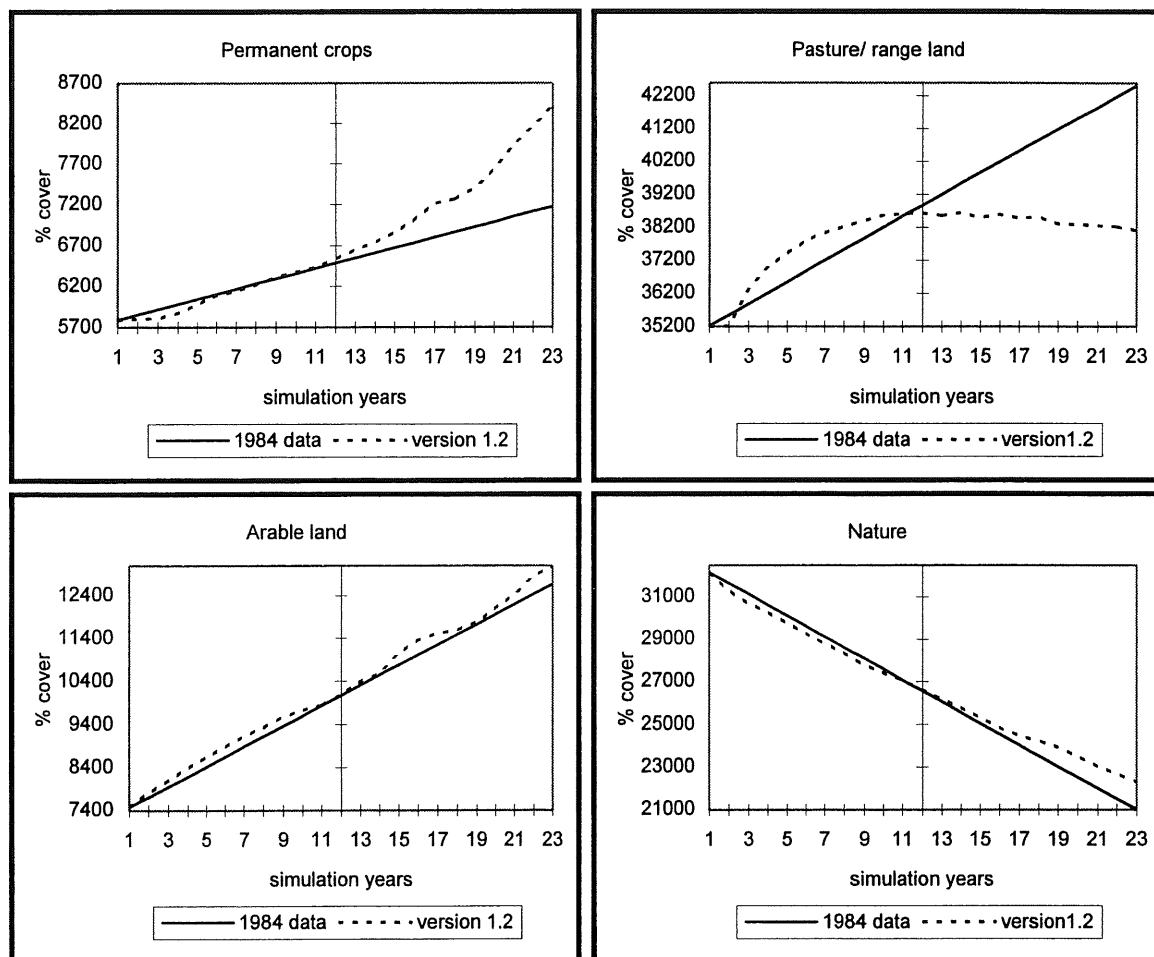 Permanent crops
8700
8200
7700
7200
6700
6200
5700
% cover
1 3 5 7 9 11 13 15 17 19 21 23
simulation years
1984 data version 1.2
Pasture/ range land
42200
41200
40200
39200
38200
37200
36200
35200
% cover
1 3 5 7 9 11 13 15 17 19 21 23
simulation years
1984 data version1.2
Arable land
12400
11400
10400
9400
8400
7400
% cover
1 3 5 7 9 11 13 15 17 19 21 23
simulation years
1984 data version 1.2
Nature
31000
29000
27000
25000
23000
21000
% cover
1 3 5 7 9 11 13 15 17 19 21 23
simulation years
1984 data version1.2